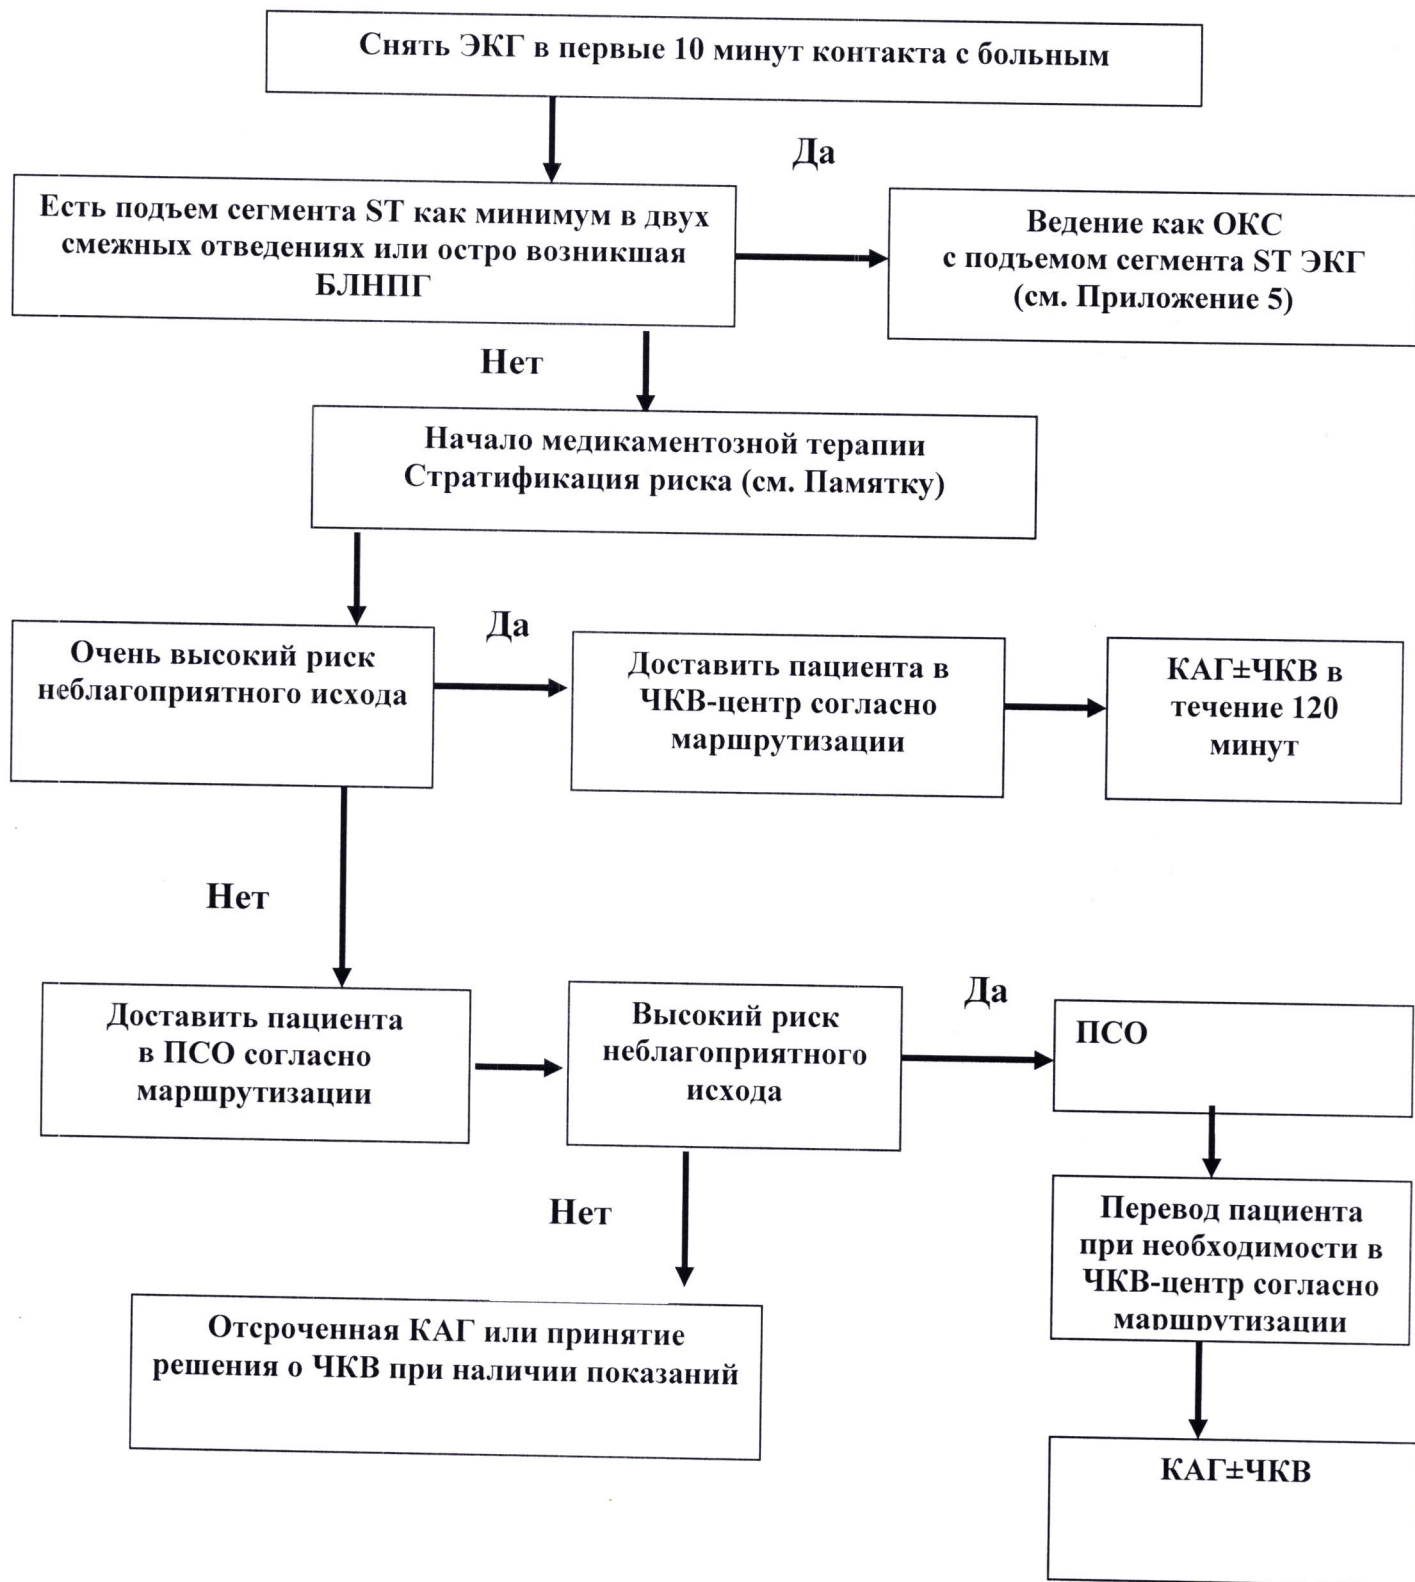 Снять ЭКГ в первые 10 минут контакта с больным
Да
Есть подъем сегмента ST как минимум в двух
смежных отведениях или остро возникшая
БЛНПГ
Ведение как ОКС
с подъемом сегмента ST ЭКГ
(см. Приложение 5)
Нет
Начало медикаментозной терапии
Стратификация риска (см. Памятку)
Очень высокий риск
неблагоприятного исхода
Да
Доставить пациента в
ЧКВ-центр согласно
маршрутизации
КАГ±ЧКВ в
течение 120
минут
Нет
Доставить пациента
в ПСО согласно
маршрутизации
Высокий риск
неблагоприятного
исхода
Да
ПСО
Нет
Перевод пациента
при необходимости в
ЧКВ-центр согласно
маршрутизации
Отсроченная КАГ или принятие
решения о ЧКВ при наличии показаний
КАГ±ЧКВ